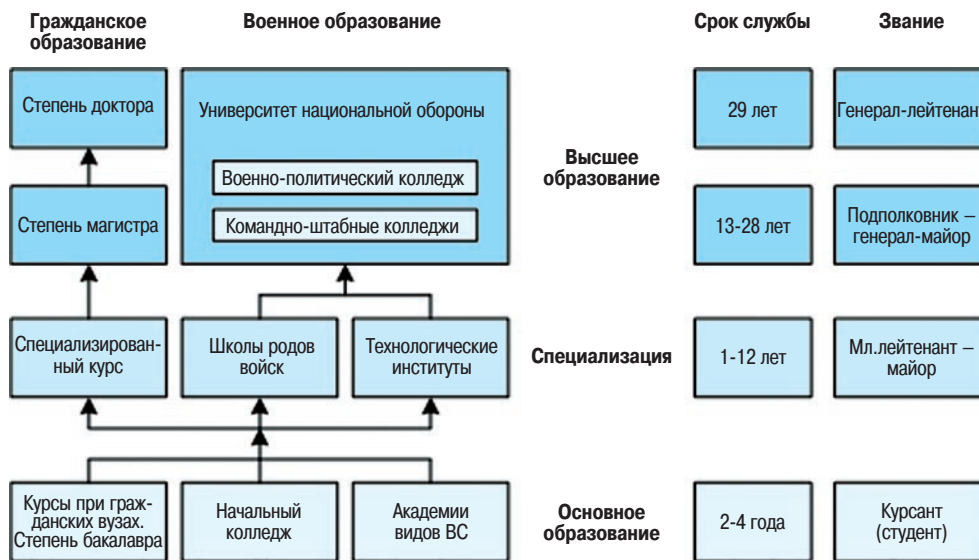 Гражданское
образование
Военное образование
Срок службы
Звание
Степень доктора
Университет национальной обороны
29 лет
Генерал-лейтенан
Высшее
образование
Военно-политический колледж
Командно-штабные колледжи
Степень магистра
13-28 лет
Подполковник –
генерал-майор
Специализирован-
ный курс
Школы родов
войск
Технологические
институты
Специализация
1-12 лет
Мл.лейтенант –
майор
Курсы при граж-
данских вузах.
Степень бакалавра
Начальный
колледж
Академии
видов ВС
Основное
образование
2-4 года
Курсант
(студент)